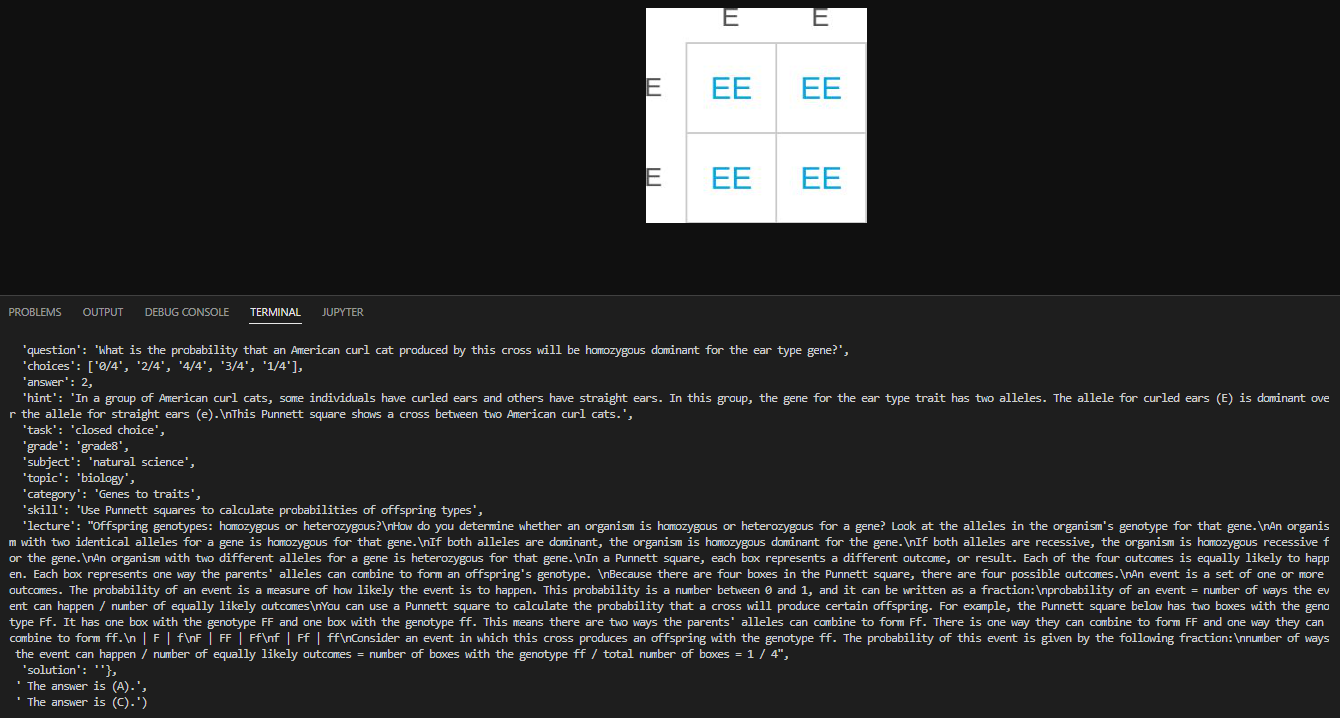 E E
E EE EE
E EE EE
PROBLEMS OUTPUT DEBUG CONSOLE TERMINAL JUPYTER
'question': 'What is the probability that an American curl cat produced by this cross will be homozygous dominant for the ear type gene?',
'choices': ['0/4', '2/4', '4/4', '3/4', '1/4'],
'answer': 2,
'hint': 'In a group of American curl cats, some individuals have curled ears and others have straight ears. In this group, the gene for the ear type trait has two alleles. The allele for curled ears (E) is dominant ove
r the allele for straight ears (e).\nThis Punnett square shows a cross between two American curl cats.',
'task': 'closed choice',
'grade': 'grade8',
'subject': 'natural science',
'topic': 'biology',
'category': 'Genes to traits',
'skill': 'Use Punnett squares to calculate probabilities of offspring types',
'lecture': "Offspring genotypes: homozygous or heterozygous?\nHow do you determine whether an organism is homozygous or heterozygous for a gene? Look at the alleles in the organism's genotype for that gene.\nAn organis
m with two identical alleles for a gene is homozygous for that gene.\nIf both alleles are dominant, the organism is homozygous dominant for the gene.\nIf both alleles are recessive, the organism is homozygous recessive f
or the gene.\nAn organism with two different alleles for a gene is heterozygous for that gene.\nIn a Punnett square, each box represents a different outcome, or result. Each of the four outcomes is equally likely to happ
en. Each box represents one way the parents' alleles can combine to form an offspring's genotype. \nBecause there are four boxes in the Punnett square, there are four possible outcomes.\nAn event is a set of one or more
outcomes. The probability of an event is a measure of how likely the event is to happen. This probability is a number between 0 and 1, and it can be written as a fraction:\nprobability of an event = number of ways the ev
ent can happen / number of equally likely outcomes\nYou can use a Punnett square to calculate the probability that a cross will produce certain offspring. For example, the Punnett square below has two boxes with the geno
type Ff. It has one box with the genotype FF and one box with the genotype ff. This means there are two ways the parents' alleles can combine to form Ff. There is one way they can combine to form FF and one way they can
combine to form ff.\n | F | f\nF | FF | Ff\nf | Ff | ff\nConsider an event in which this cross produces an offspring with the genotype ff. The probability of this event is given by the following fraction:\nnumber of ways
the event can happen / number of equally likely outcomes = number of boxes with the genotype ff / total number of boxes = 1 / 4",
'solution': ''},
' The answer is (A).',
' The answer is (C).')